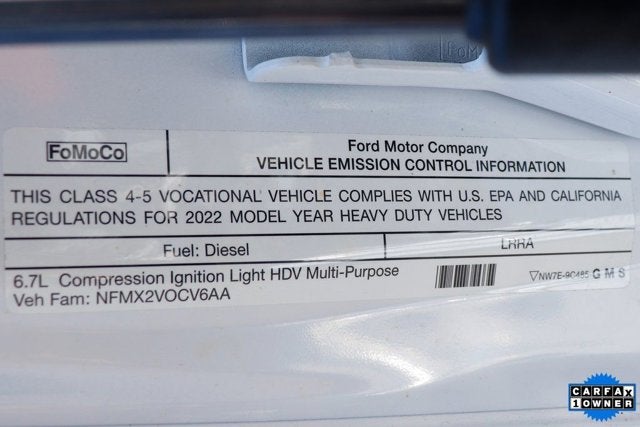 FoMoCo
Ford Motor Company
VEHICLE EMISSION CONTROL INFORMATION
THIS CLASS 4-5 VOCATIONAL VEHICLE COMPLIES WITH U.S. EPA AND CALIFORNIA
REGULATIONS FOR 2022 MODEL YEAR HEAVY DUTY VEHICLES
Fuel: Diesel
LRRA
6.7L Compression Ignition Light HDV Multi-Purpose
Veh Fam: NFMX2VOCV6AA
▽NW7E-9C485 G M S
CARFAX
1 OWNER